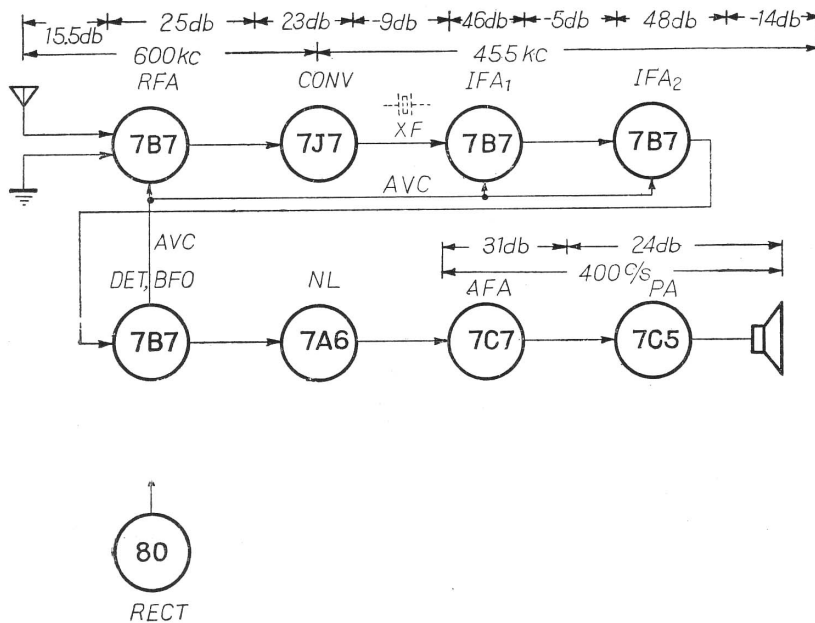 15.5db 25db 23db -9db 46db -5db 48db -14db
600kc 455kc
RFA CONV IFA1 IFA2
XF
7B7 7J7 7B7 7B7
AVC
AVC
31db 24db
400c/s
DET, BFO NL AFA PA
7B7 7A6 7C7 7C5
80
RECT